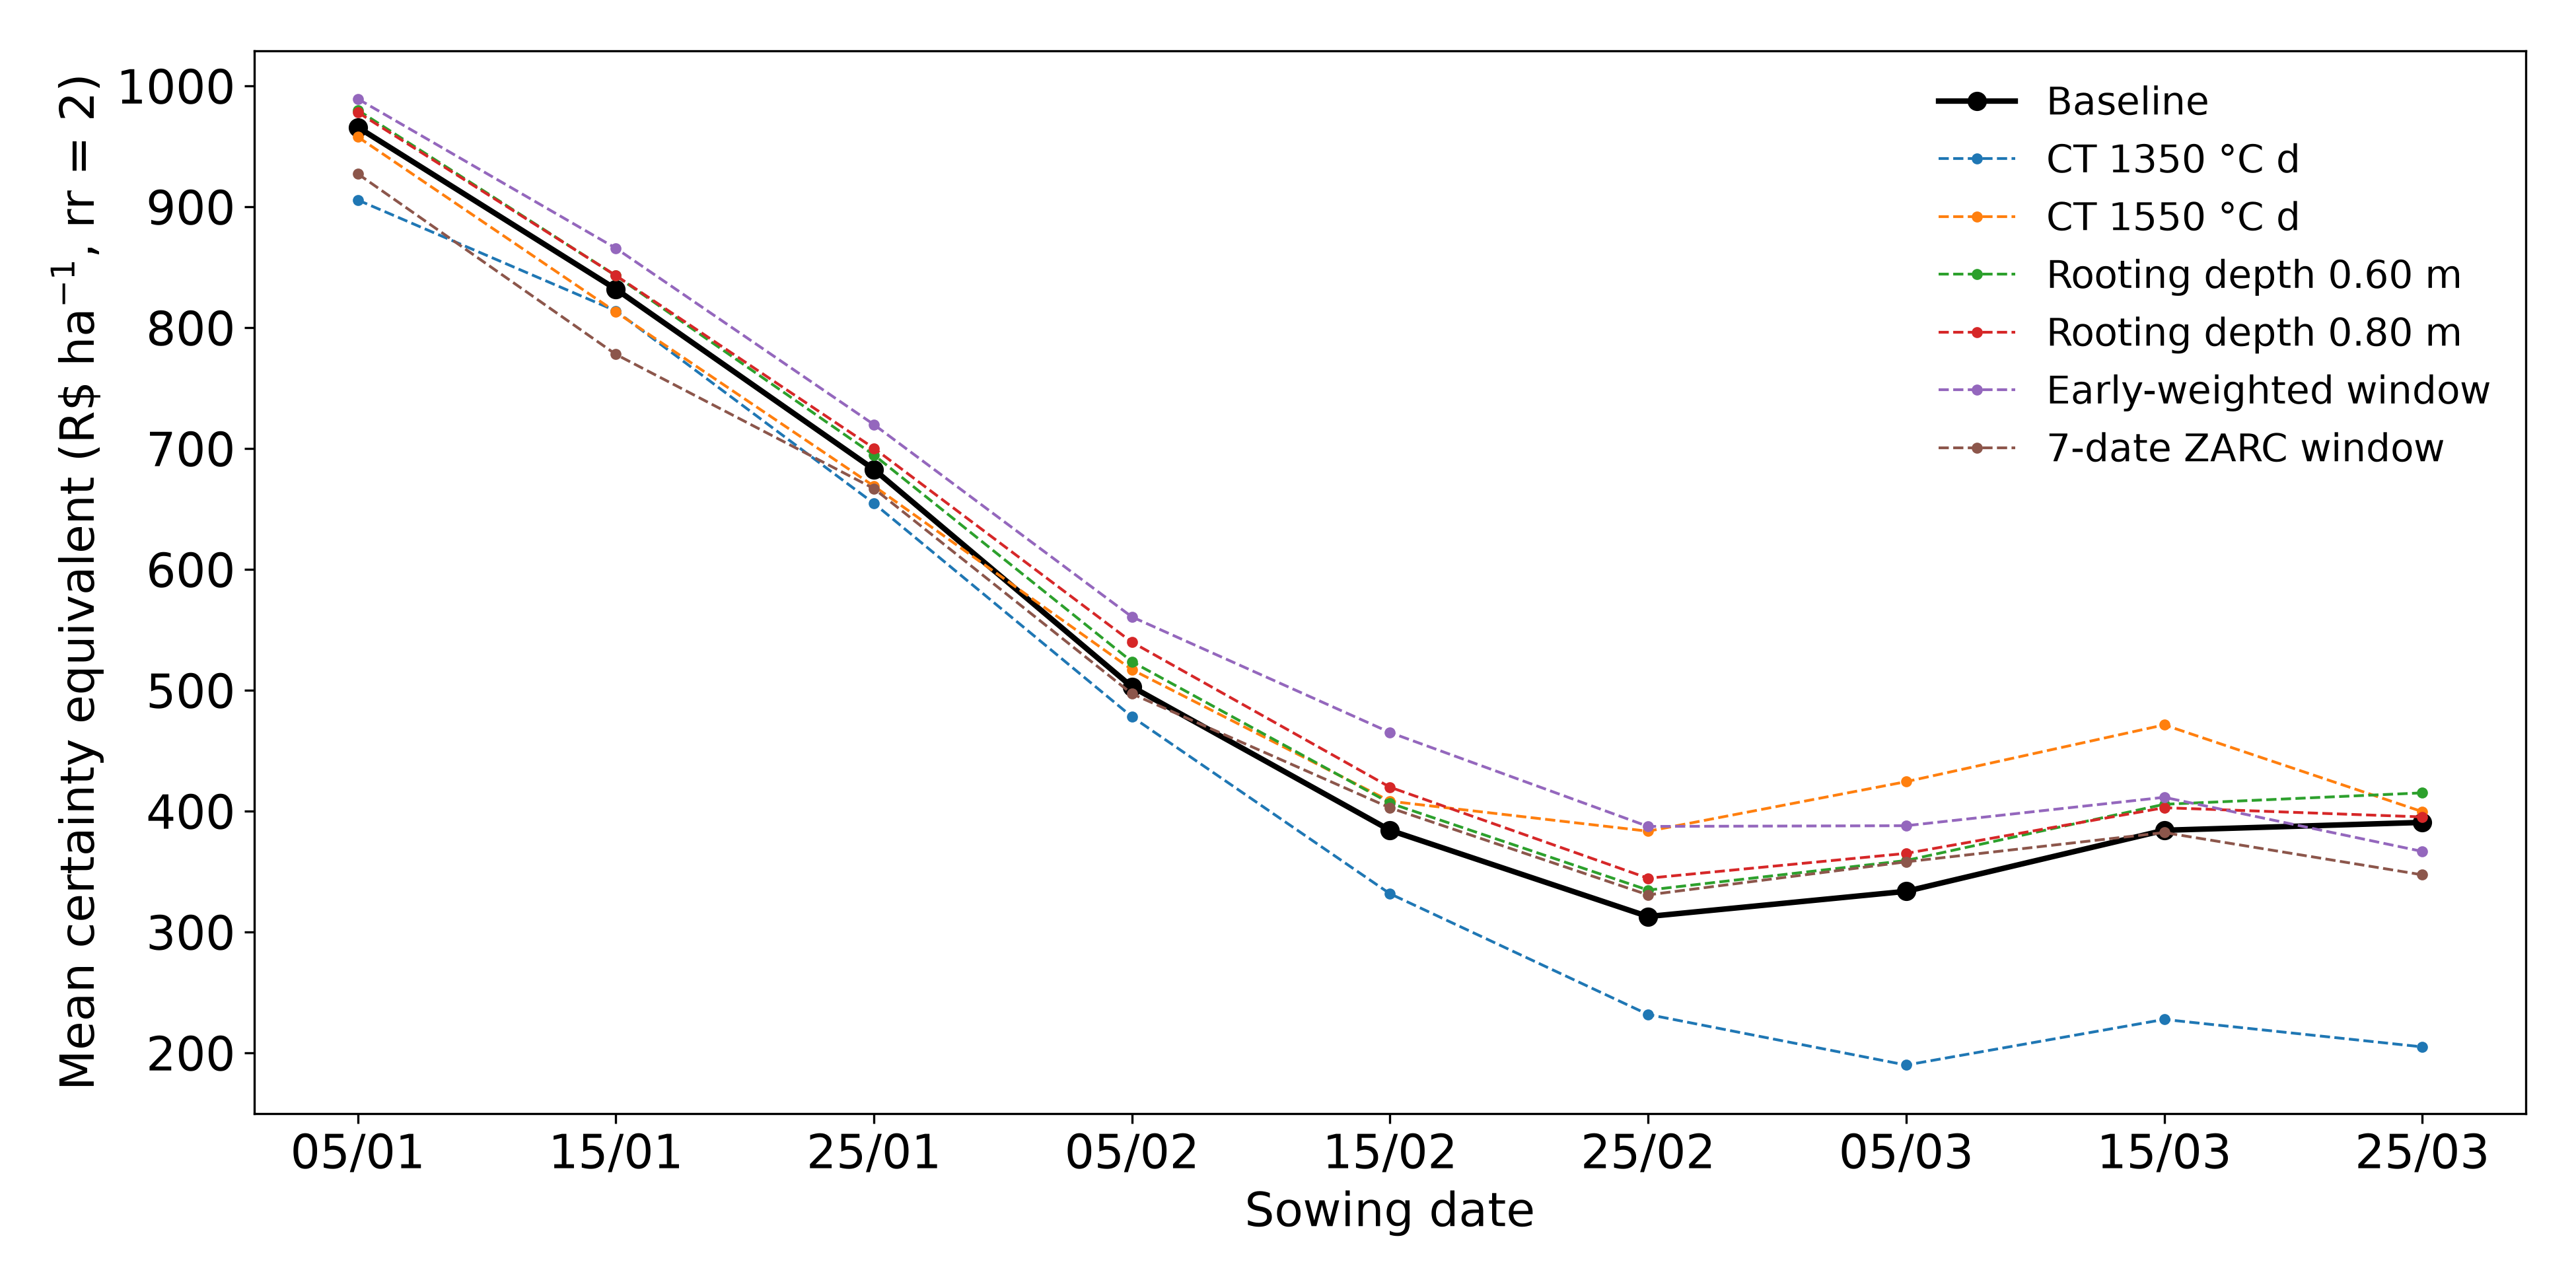 Mean certainty equivalent (R$ ha⁻¹, rr = 2)
1000
900
800
700
600
500
400
300
200
Baseline
CT 1350 °C d
CT 1550 °C d
Rooting depth 0.60 m
Rooting depth 0.80 m
Early-weighted window
7-date ZARC window
05/01 15/01 25/01 05/02 15/02 25/02 05/03 15/03 25/03
Sowing date